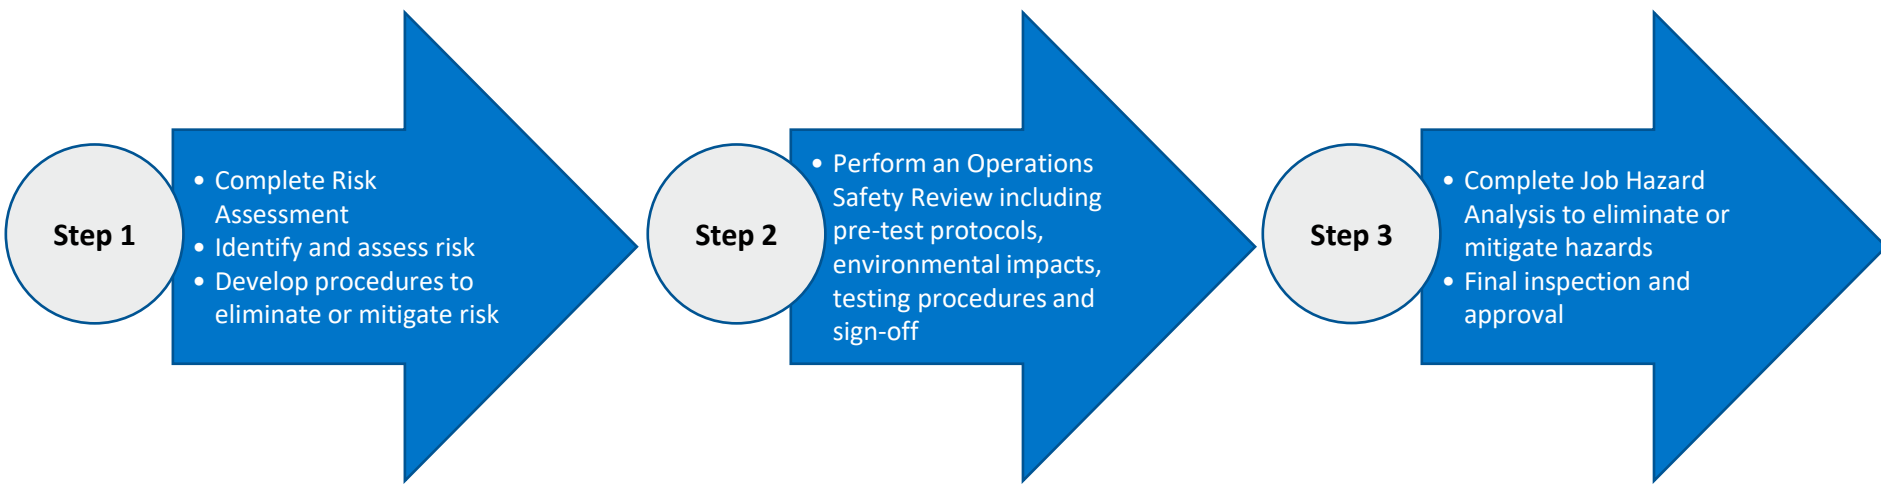 Step 1
• Complete Risk
Assessment
• Identify and assess risk
• Develop procedures to
eliminate or mitigate risk
Step 2
• Perform an Operations
Safety Review including
pre-test protocols,
environmental impacts,
testing procedures and
sign-off
Step 3
• Complete Job Hazard
Analysis to eliminate or
mitigate hazards
• Final inspection and
approval